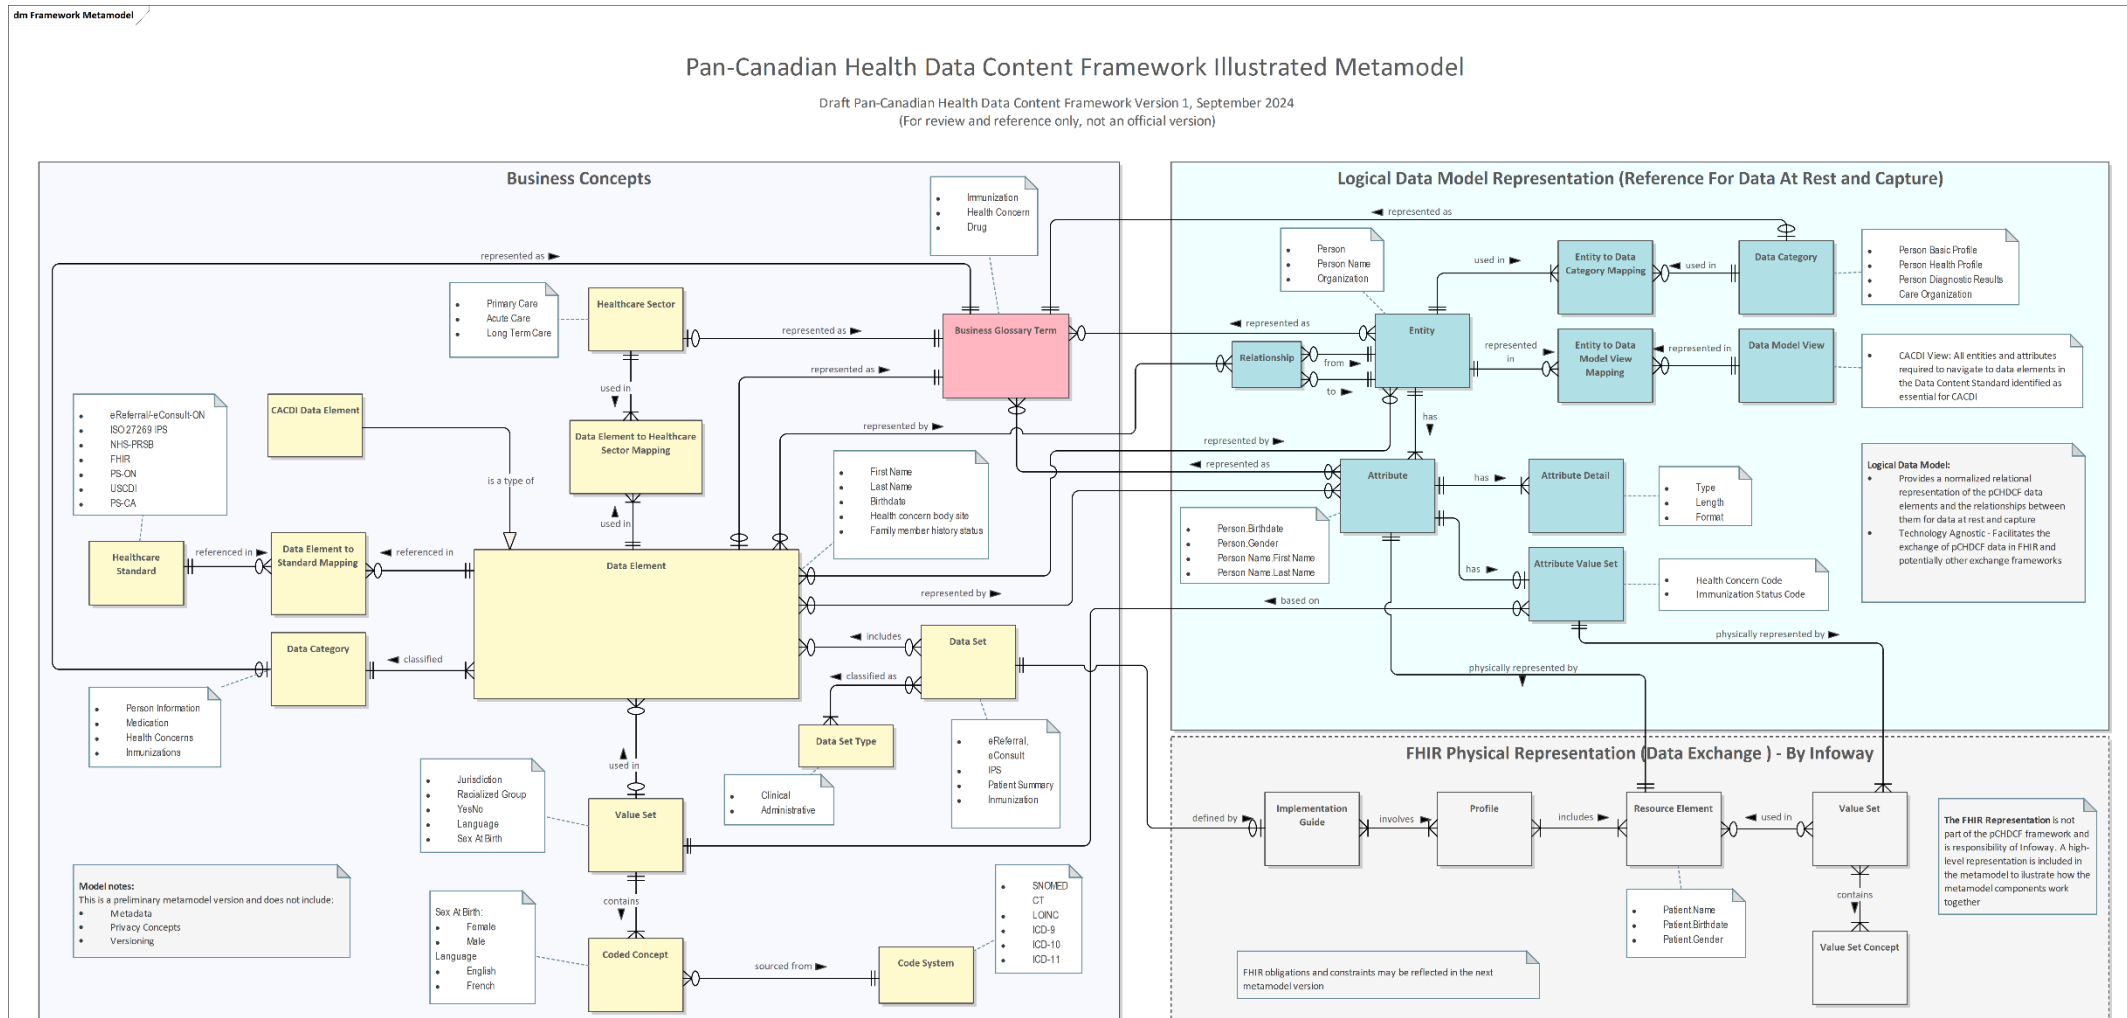 dm Framework Metamodel
Pan-Canadian Health Data Content Framework Illustrated Metamodel
Draft Pan-Canadian Health Data Content Framework Version 1, September 2024
(For review and reference only, not an official version)
Business Concepts
Immunization
Health Concern
Drug
represented as
Primary Care
Acute Care
Long Term Care
Healthcare Sector
represented as
Business Glossary Term
represented as
used in
eReferral/-eConsult-ON
ISO 27269 IPS
NHS-PRSB
FHIR
PS-ON
USCDI
PS-CA
CACDI Data Element
is a type of
Data Element to Healthcare
Sector Mapping
used in
represented by
First Name
Last Name
Birthdate
Health concern body site
Family member history status
Healthcare
Standard
referenced in
Data Element to
Standard Mapping
referenced in
Data Element
represented by
Data Category
classified
includes
Data Set
classified as
Data Set Type
Person Information
Medication
Health Concerns
Immunizations
Clinical
Administrative
eReferral,
eConsult
IPS
Patient Summary
Immunization
used in
Jurisdiction
Racialized Group
YesNo
Language
Sex At Birth
Value Set
contains
Model notes:
This is a preliminary metamodel version and does not include:
Metadata
Privacy Concepts
Versioning
Sex At Birth:
Female
Male
Language
English
French
Coded Concept
sourced from
Code System
SNOMED
CT
LOINC
ICD-9
ICD-10
ICD-11
Logical Data Model Representation (Reference For Data At Rest and Capture)
represented as
Person
Person Name
Organization
used in
Entity to Data
Category Mapping
used in
Data Category
Person Basic Profile
Person Health Profile
Person Diagnostic Results
Care Organization
represented as
Entity
Relationship
from
to
represented
in
Entity to Data
Model View
Mapping
represented in
Data Model View
CACDI View: All entities and attributes
required to navigate to data elements in
the Data Content Standard identified as
essential for CACDI
has
represented by
represented as
Attribute
has
Attribute Detail
Type
Length
Format
Logical Data Model:
Provides a normalized relational
representation of the pCHDCF data
elements and the relationships between
them for data at rest and capture
Technology Agnostic - Facilitates the
exchange of pCHDCF data in FHIR and
potentially other exchange frameworks
Person.Birthdate
Person.Gender
Person Name.First Name
Person Name.Last Name
has
Attribute Value Set
Health Concern Code
Immunization Status Code
based on
physically represented by
physically represented by
FHIR Physical Representation (Data Exchange ) - By Infoway
defined by
Implementation
Guide
involves
Profile
includes
Resource Element
used in
Value Set
The FHIR Representation is not
part of the pCHDCF framework and
is responsibility of Infoway. A high-
level representation is included in
the metamodel to ilustrate how the
metamodel components work
together
contains
Patient.Name
Patient.Birthdate
Patient.Gender
Value Set Concept
FHIR obligations and constraints may be reflected in the next
metamodel version